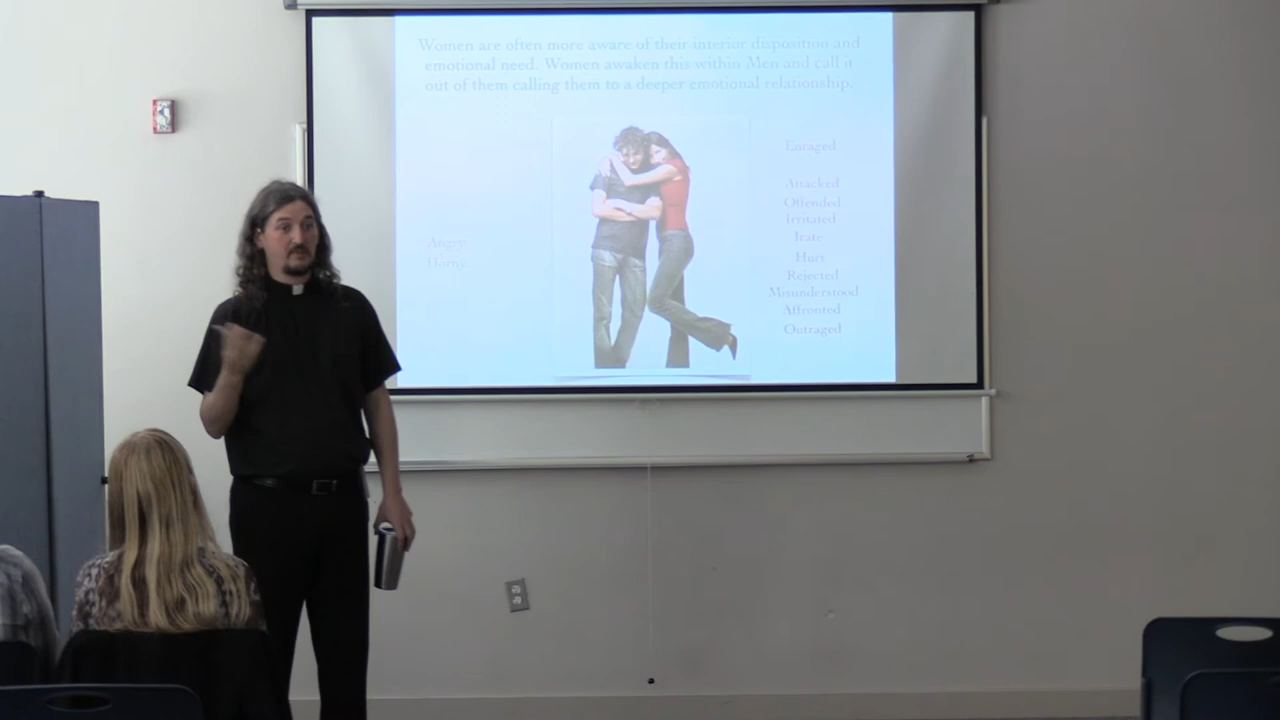 Women are often more aware of their interior disposition and
emotional need. Women awaken this within Men and call it
out of them calling them to a deeper emotional relationship.
Enraged
Attacked
Offended
Irritated
Irate
Angry
Hurt
Horny
Rejected
Misunderstood
Affronted
Outraged